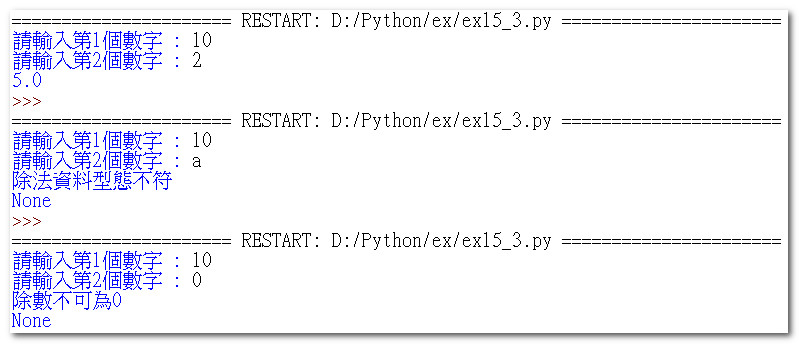 ====================== RESTART: D:/Python/ex/ex15_3.py ======================
請輸入第1個數字 : 10
請輸入第2個數字 : 2
5.0
>>>
====================== RESTART: D:/Python/ex/ex15_3.py ======================
請輸入第1個數字 : 10
請輸入第2個數字 : a
除法資料型態不符
None
>>>
====================== RESTART: D:/Python/ex/ex15_3.py ======================
請輸入第1個數字 : 10
請輸入第2個數字 : 0
除數不可為0
None